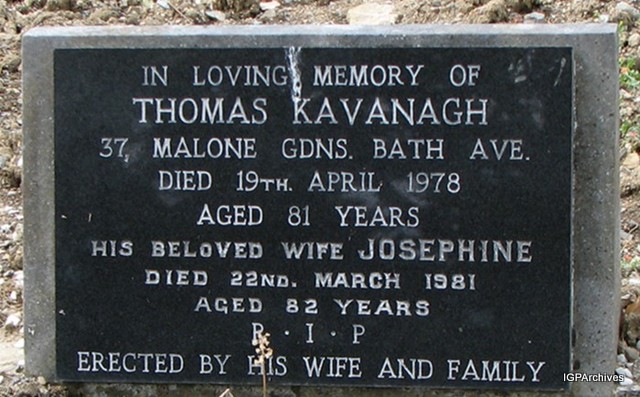 IN LOVING MEMORY OF
THOMAS KAVANAGH
37, MALONE GDNS. BATH AVE.
DIED 19TH. APRIL 1978
AGED 81 YEARS
HIS BELOVED WIFE JOSEPHINE
DIED 22ND. MARCH 1981
AGED 82 YEARS
R · I · P
ERECTED BY HIS WIFE AND FAMILY
IGPArchives